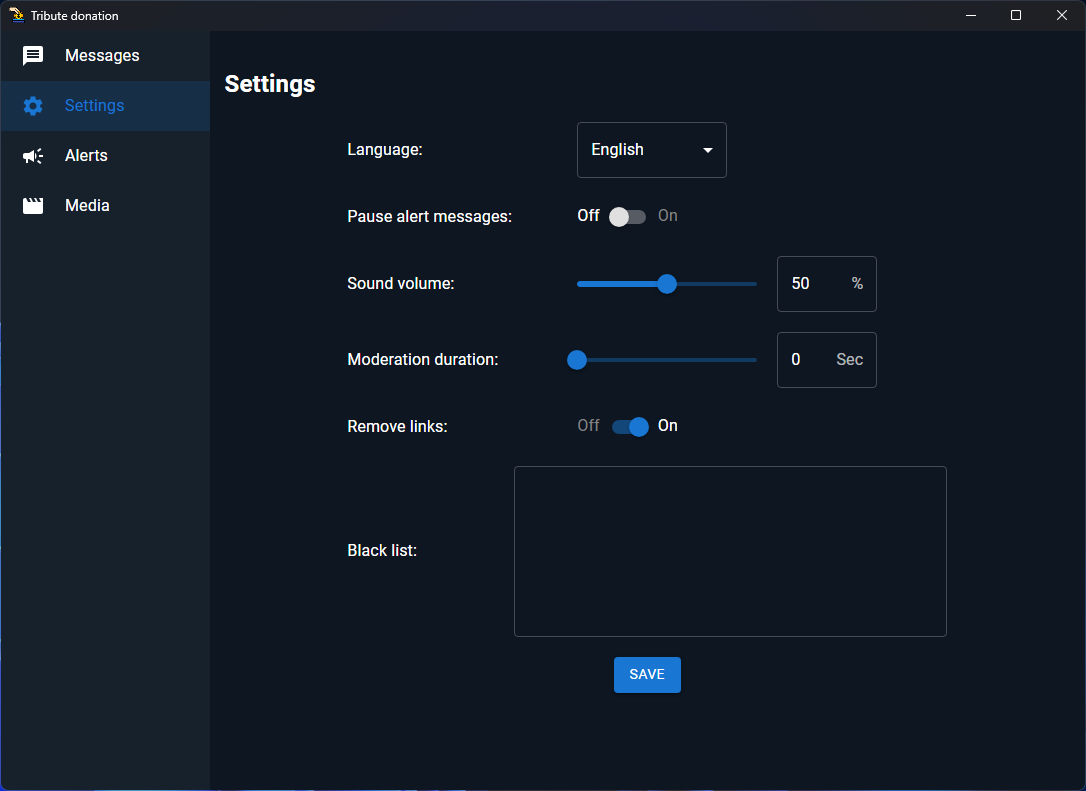 Tribute donation
Messages
Settings
Alerts
Media
Settings
Language: English
Pause alert messages: Off On
Sound volume: 50 %
Moderation duration: 0 Sec
Remove links: Off On
Black list:
SAVE